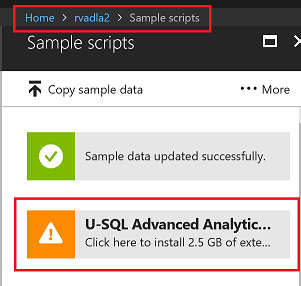 Home > rvadla2 > Sample scripts
Sample scripts
Copy sample data
••• More
Sample data updated successfully.
U-SQL Advanced Analytic...
Click here to install 2.5 GB of exte...